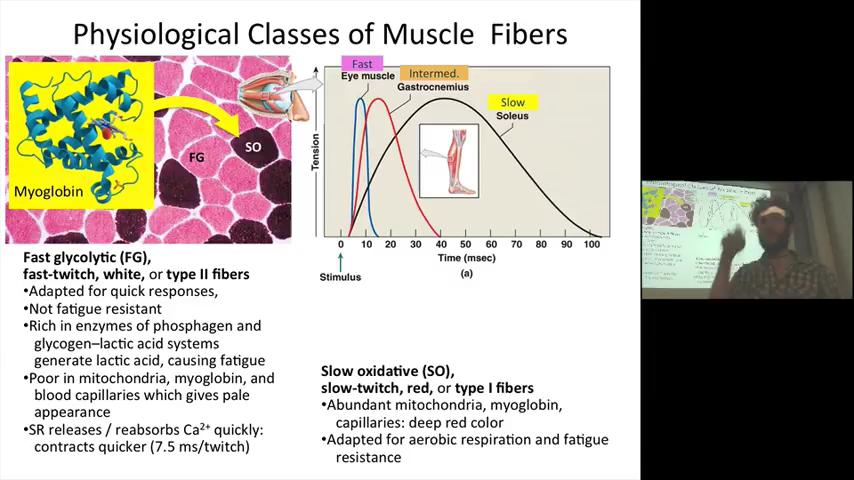 Physiological Classes of Muscle Fibers
Myoglobin
FG
SO
Fast
Eye muscle
Intermed.
Gastrocnemius
Slow
Soleus
Tension
0 10 20 30 40 50 60 70 80 90 100
Time (msec)
(a)
Stimulus
Fast glycolytic (FG),
fast-twitch, white, or type II fibers
•Adapted for quick responses,
•Not fatigue resistant
•Rich in enzymes of phosphagen and
glycogen–lactic acid systems
generate lactic acid, causing fatigue
•Poor in mitochondria, myoglobin, and
blood capillaries which gives pale
appearance
•SR releases / reabsorbs Ca²⁺ quickly:
contracts quicker (7.5 ms/twitch)
Slow oxidative (SO),
slow-twitch, red, or type I fibers
•Abundant mitochondria, myoglobin,
capillaries: deep red color
•Adapted for aerobic respiration and fatigue
resistance
Physiological Classes of Muscle Fibers